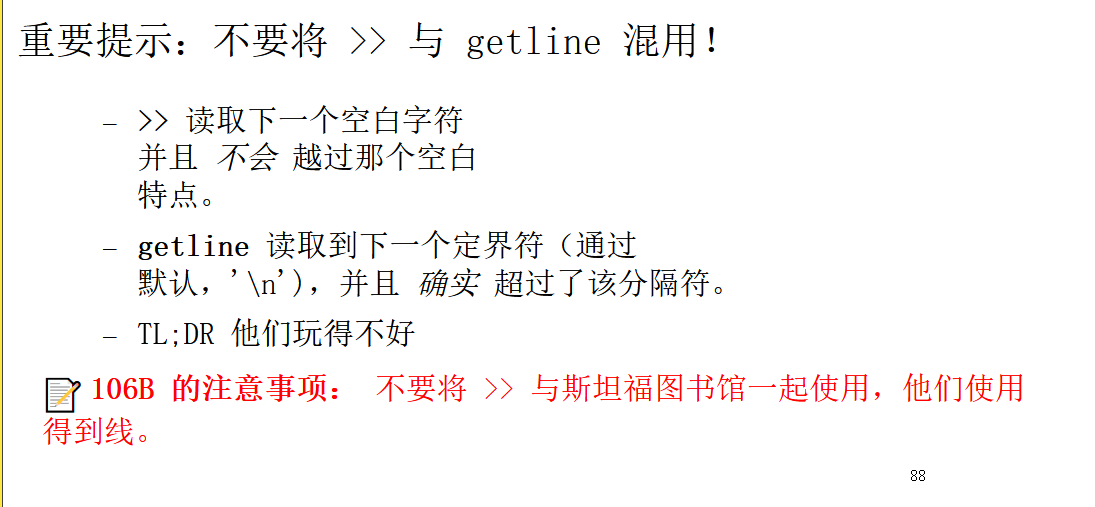 重要提示：不要将 >> 与 getline 混用！
– >> 读取下一个空白字符
并且 不会 越过那个空白
特点。
– getline 读取到下一个定界符（通过
默认，'\n'），并且 确实 超过了该分隔符。
– TL;DR 他们玩得不好
106B 的注意事项： 不要将 >> 与斯坦福图书馆一起使用，他们使用
得到线。
88